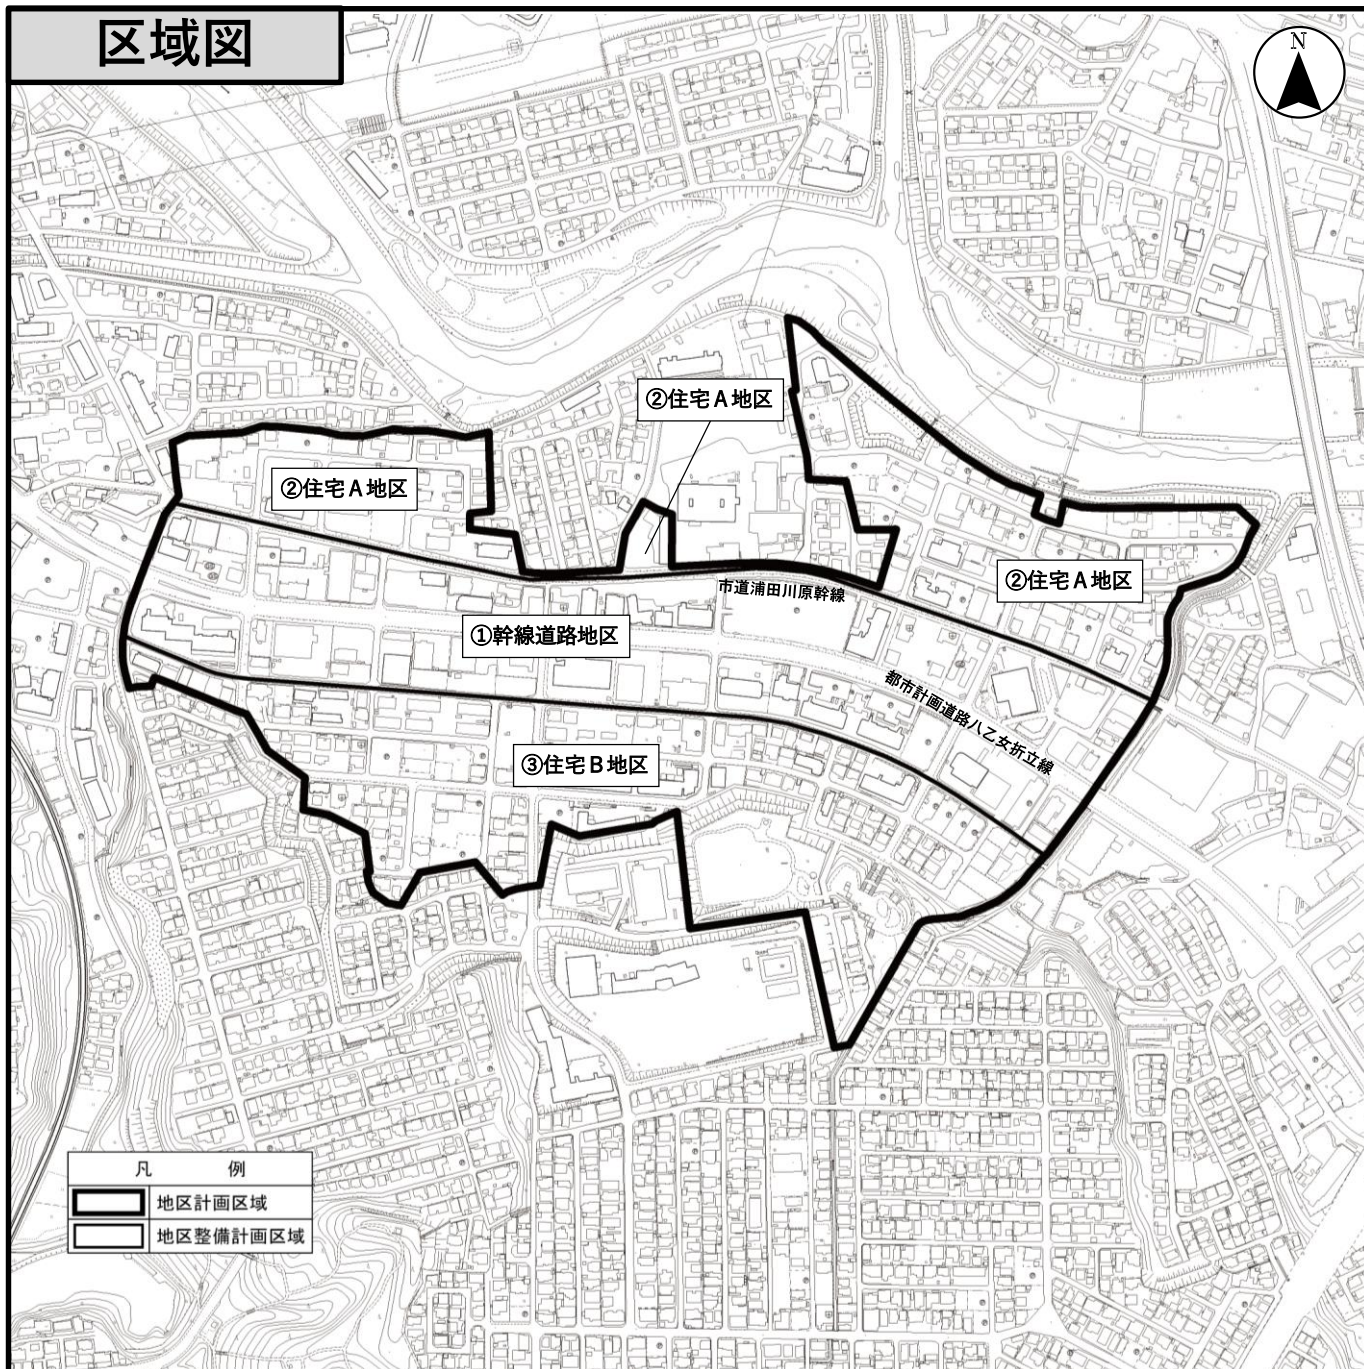 区域図
N
②住宅A地区
②住宅A地区
②住宅A地区
市道浦田川原幹線
①幹線道路地区
都市計画道路八乙女折立線
③住宅B地区
凡 例
地区計画区域
地区整備計画区域